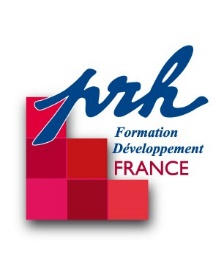 prh
Formation
Développement
FRANCE